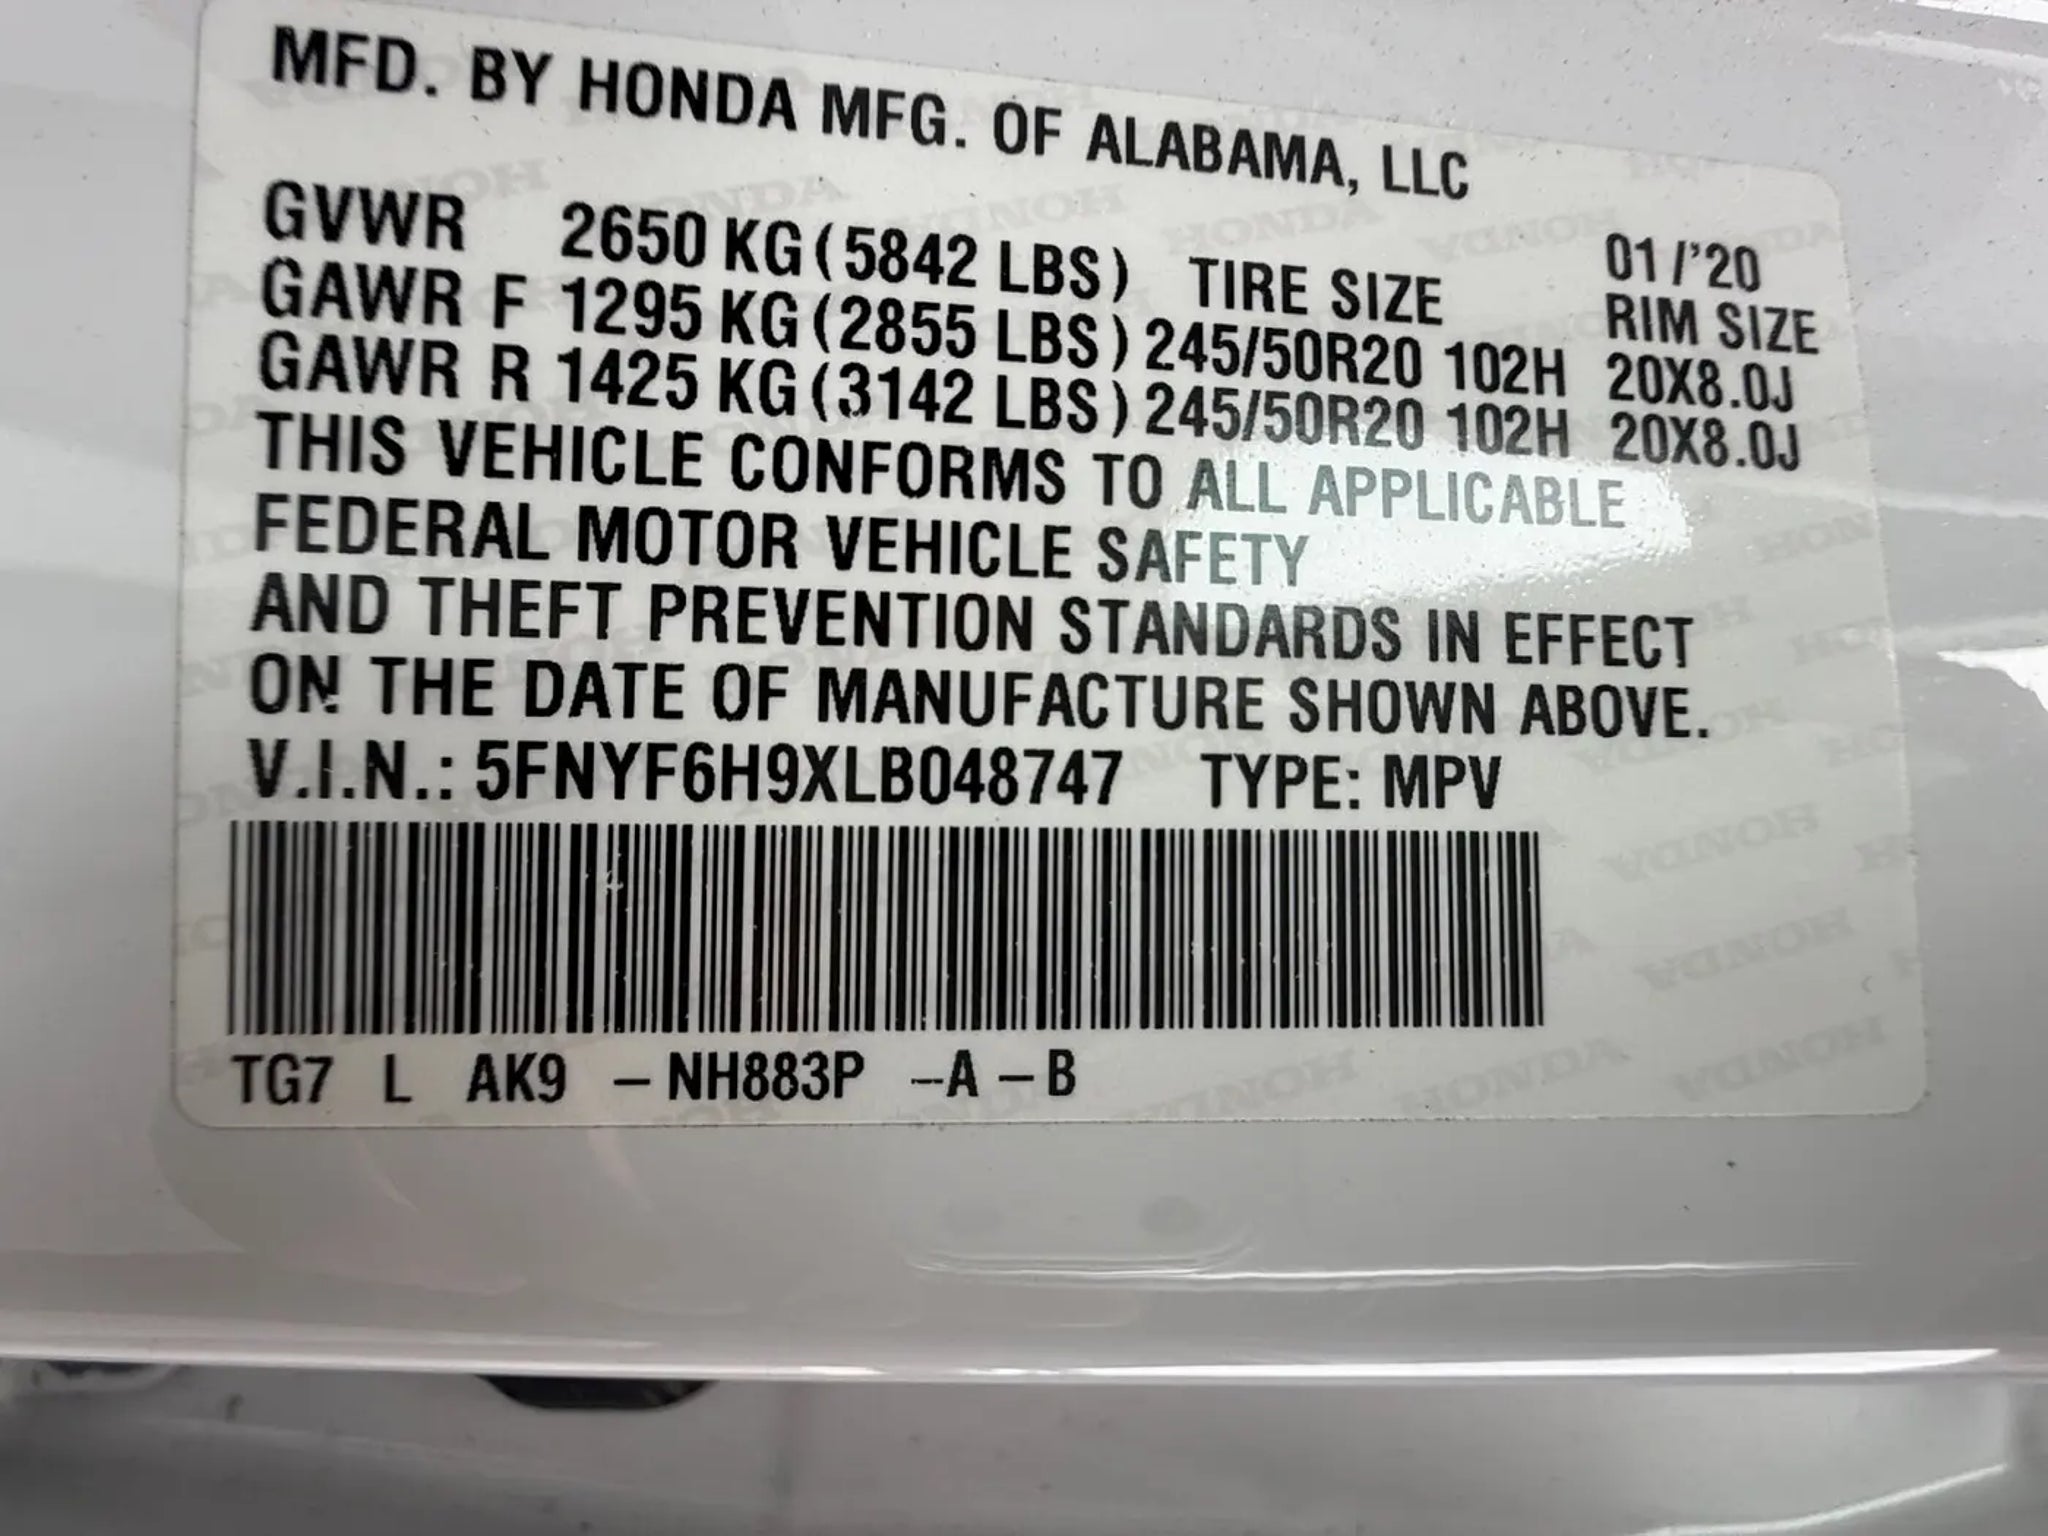 MFD. BY HONDA MFG. OF ALABAMA, LLC
01/'20
GVWR 2650 KG (5842 LBS) TIRE SIZE RIM SIZE
GAWR F 1295 KG (2855 LBS) 245/50R20 102H 20X8.0J
GAWR R 1425 KG (3142 LBS) 245/50R20 102H 20X8.0J
THIS VEHICLE CONFORMS TO ALL APPLICABLE
FEDERAL MOTOR VEHICLE SAFETY
AND THEFT PREVENTION STANDARDS IN EFFECT
ON THE DATE OF MANUFACTURE SHOWN ABOVE.
V.I.N.: 5FNYF6H9XLB048747 TYPE: MPV
TG7 L AK9 – NH883P –A – B